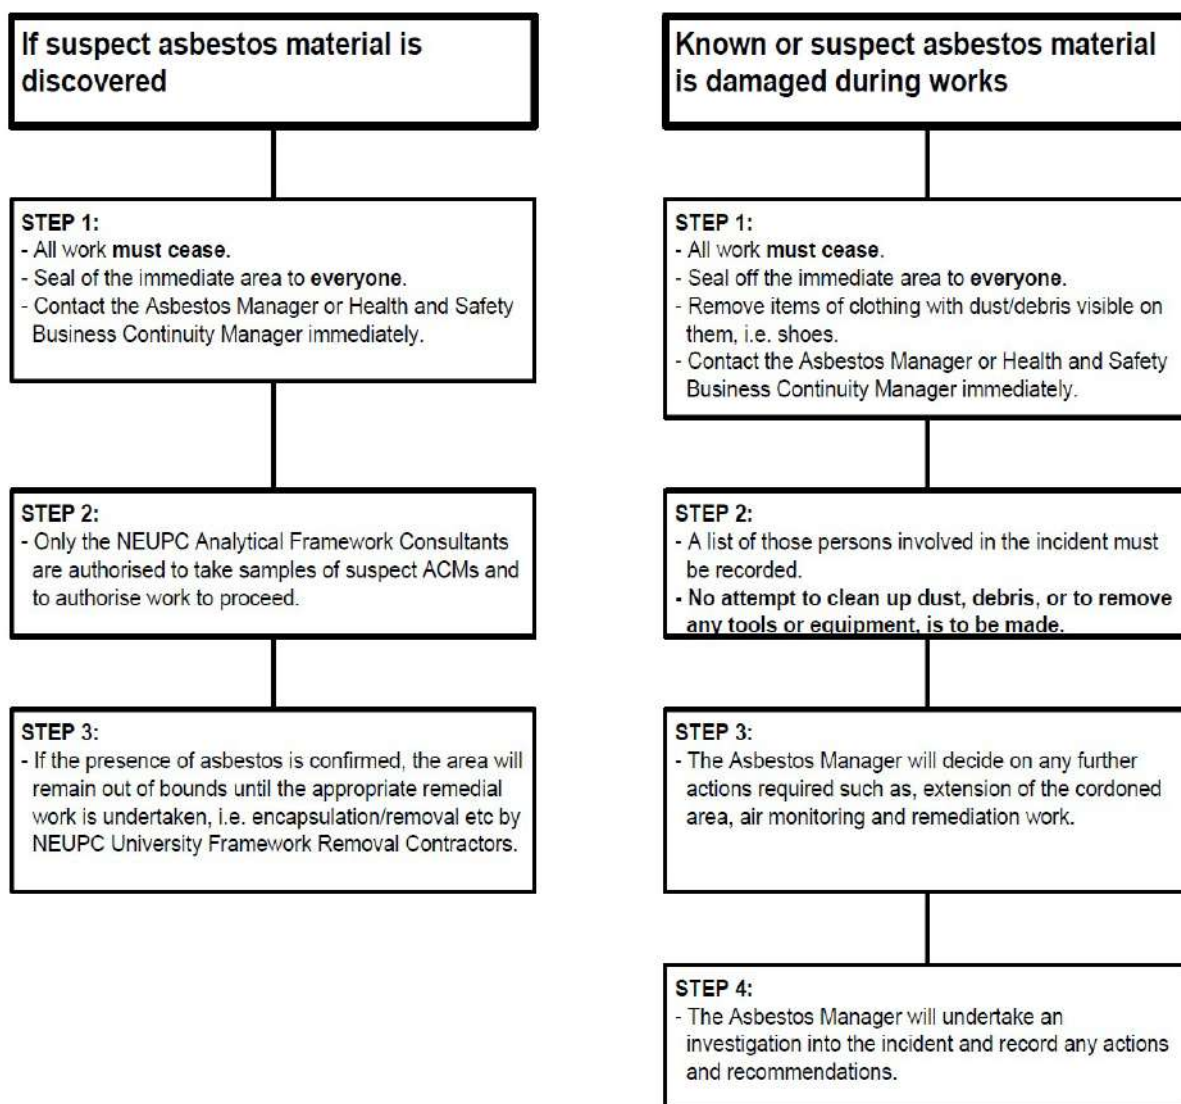 If suspect asbestos material is
discovered
STEP 1:
- All work must cease.
- Seal of the immediate area to everyone.
- Contact the Asbestos Manager or Health and Safety
Business Continuity Manager immediately.
STEP 2:
- Only the NEUPC Analytical Framework Consultants
are authorised to take samples of suspect ACMs and
to authorise work to proceed.
STEP 3:
- If the presence of asbestos is confirmed, the area will
remain out of bounds until the appropriate remedial
work is undertaken, i.e. encapsulation/removal etc by
NEUPC University Framework Removal Contractors.
Known or suspect asbestos material
is damaged during works
STEP 1:
- All work must cease.
- Seal off the immediate area to everyone.
- Remove items of clothing with dust/debris visible on
them, i.e. shoes.
- Contact the Asbestos Manager or Health and Safety
Business Continuity Manager immediately.
STEP 2:
- A list of those persons involved in the incident must
be recorded.
- No attempt to clean up dust, debris, or to remove
any tools or equipment, is to be made.
STEP 3:
- The Asbestos Manager will decide on any further
actions required such as, extension of the cordoned
area, air monitoring and remediation work.
STEP 4:
- The Asbestos Manager will undertake an
investigation into the incident and record any actions
and recommendations.